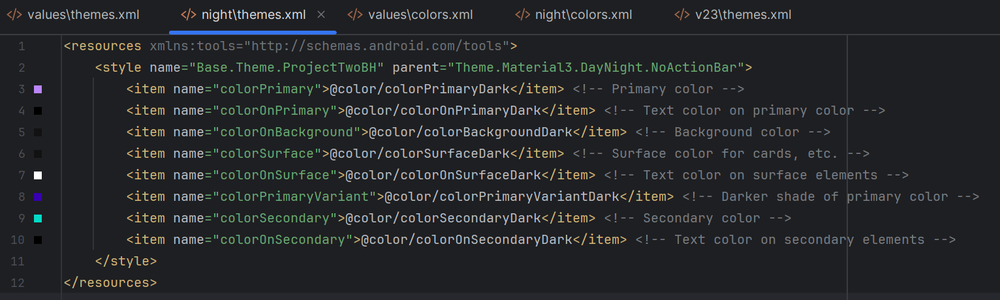 </> values\themes.xml </> night\themes.xml × </> values\colors.xml </> night\colors.xml </> v23\themes.xml
1 <resources xmlns:tools="http://schemas.android.com/tools">
2 <style name="Base.Theme.ProjectTwoBH" parent="Theme.Material3.DayNight.NoActionBar">
3 <item name="colorPrimary">@color/colorPrimaryDark</item> <!-- Primary color -->
4 <item name="colorOnPrimary">@color/colorOnPrimaryDark</item> <!-- Text color on primary color -->
5 <item name="colorOnBackground">@color/colorBackgroundDark</item> <!-- Background color -->
6 <item name="colorSurface">@color/colorSurfaceDark</item> <!-- Surface color for cards, etc. -->
7 <item name="colorOnSurface">@color/colorOnSurfaceDark</item> <!-- Text color on surface elements -->
8 <item name="colorPrimaryVariant">@color/colorPrimaryVariantDark</item> <!-- Darker shade of primary color -->
9 <item name="colorSecondary">@color/colorSecondaryDark</item> <!-- Secondary color -->
10 <item name="colorOnSecondary">@color/colorOnSecondaryDark</item> <!-- Text color on secondary elements -->
11 </style>
12 </resources>